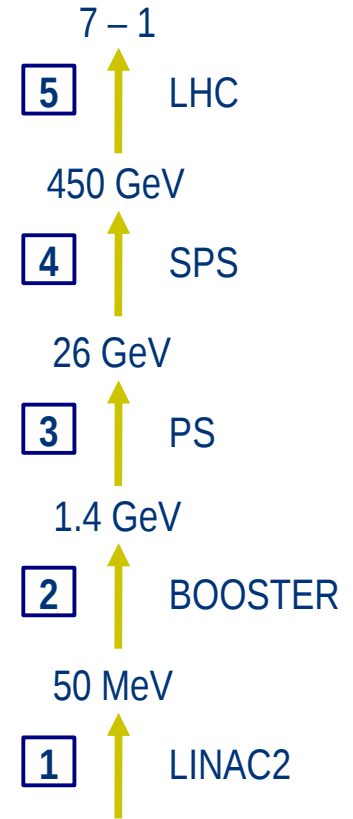 7 – 1
5 LHC
450 GeV
4 SPS
26 GeV
3 PS
1.4 GeV
2 BOOSTER
50 MeV
1 LINAC2